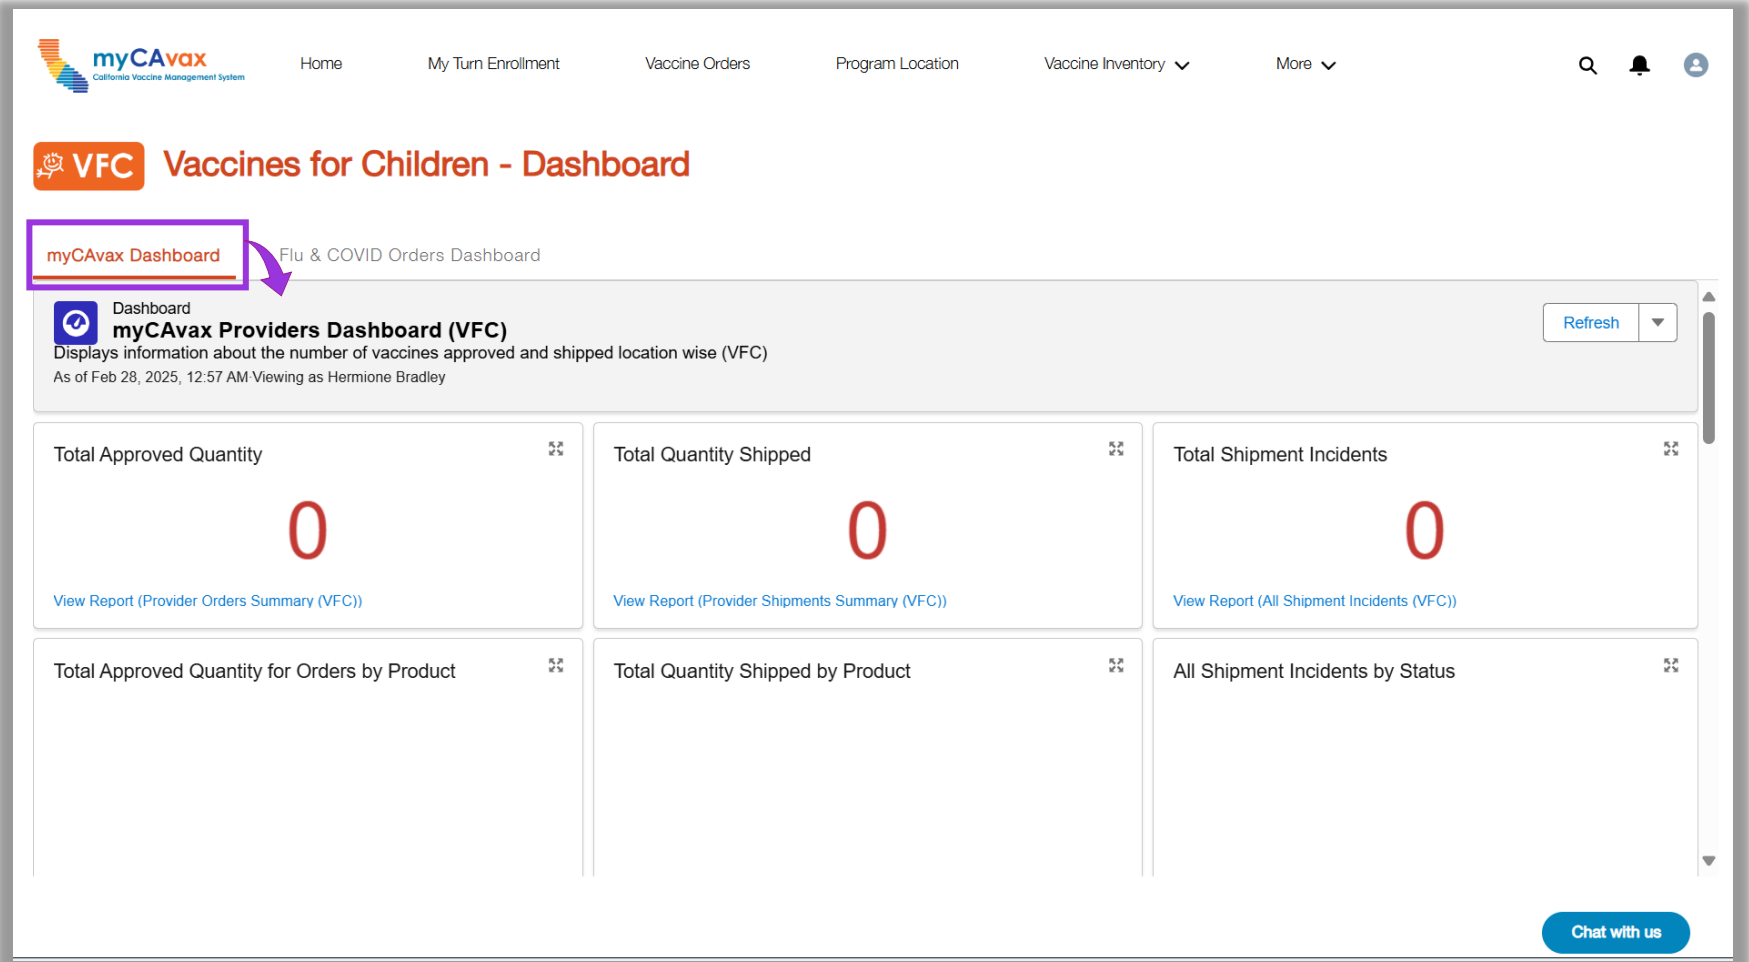 myCAvax
California Vaccine Management System
Home
My Turn Enrollment
Vaccine Orders
Program Location
Vaccine Inventory
More
VFC
Vaccines for Children - Dashboard
myCAvax Dashboard
Flu & COVID Orders Dashboard
Dashboard
myCAvax Providers Dashboard (VFC)
Displays information about the number of vaccines approved and shipped location wise (VFC)
As of Feb 28, 2025, 12:57 AM·Viewing as Hermione Bradley
Refresh
Total Approved Quantity
0
View Report (Provider Orders Summary (VFC))
Total Quantity Shipped
0
View Report (Provider Shipments Summary (VFC))
Total Shipment Incidents
0
View Report (All Shipment Incidents (VFC))
Total Approved Quantity for Orders by Product
Total Quantity Shipped by Product
All Shipment Incidents by Status
Chat with us